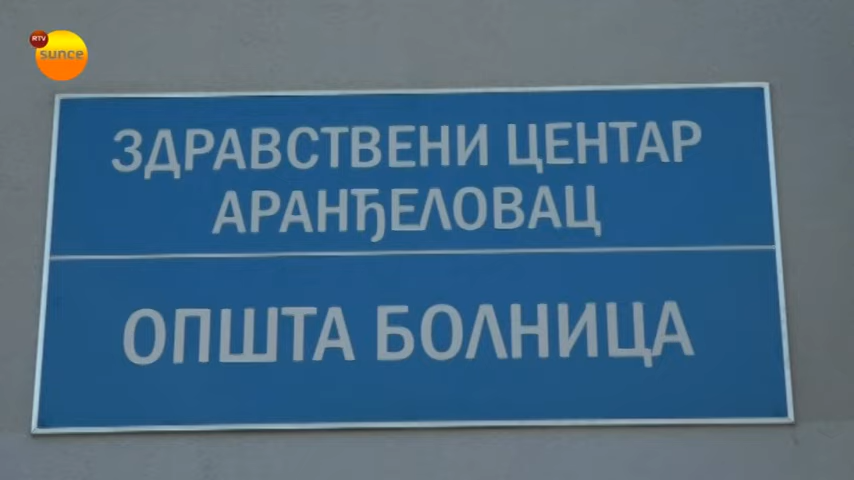 RTV
sunce
ЗДРАВСТВЕНИ ЦЕНТАР
АРАНЂЕЛОВАЦ
ОПШТА БОЛНИЦА